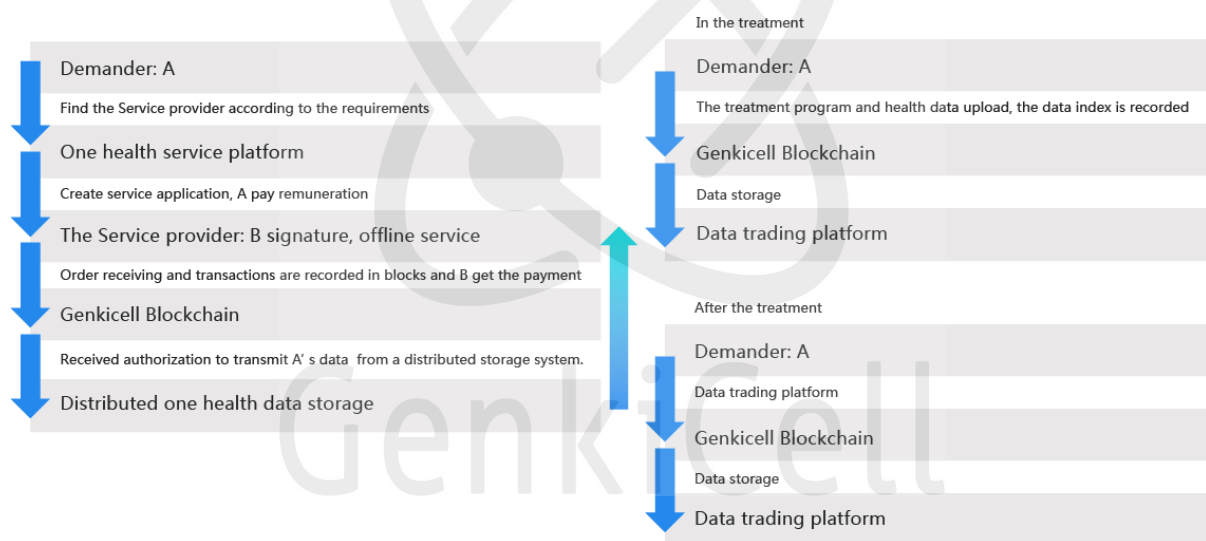 Demander: A
Find the Service provider according to the requirements
One health service platform
Create service application, A pay remuneration
The Service provider: B signature, offline service
Order receiving and transactions are recorded in blocks and B get the payment
Genkicell Blockchain
Received authorization to transmit A' s data from a distributed storage system.
Distributed one health data storage
In the treatment
Demander: A
The treatment program and health data upload, the data index is recorded
Genkicell Blockchain
Data storage
Data trading platform
After the treatment
Demander: A
Data trading platform
Genkicell Blockchain
Data storage
Data trading platform
GenkiCell